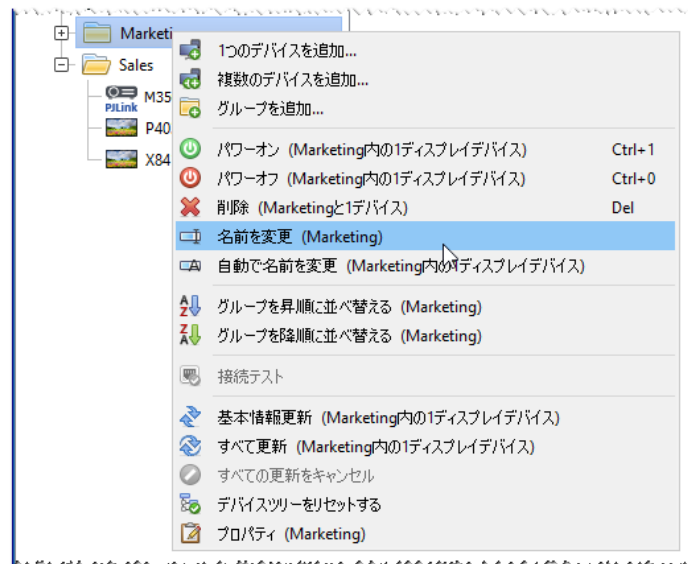 Marketi
Sales
PJLink M35
P40
X84
1つのデバイスを追加...
複数のデバイスを追加...
グループを追加...
パワーオン (Marketing内の1ディスプレイデバイス) Ctrl+1
パワーオフ (Marketing内の1ディスプレイデバイス) Ctrl+0
削除 (Marketingと1デバイス) Del
名前を変更 (Marketing)
自動で名前を変更 (Marketing内の1ディスプレイデバイス)
グループを昇順に並べ替える (Marketing)
グループを降順に並べ替える (Marketing)
接続テスト
基本情報更新 (Marketing内の1ディスプレイデバイス)
すべて更新 (Marketing内の1ディスプレイデバイス)
すべての更新をキャンセル
デバイスツリーをリセットする
プロパティ (Marketing)